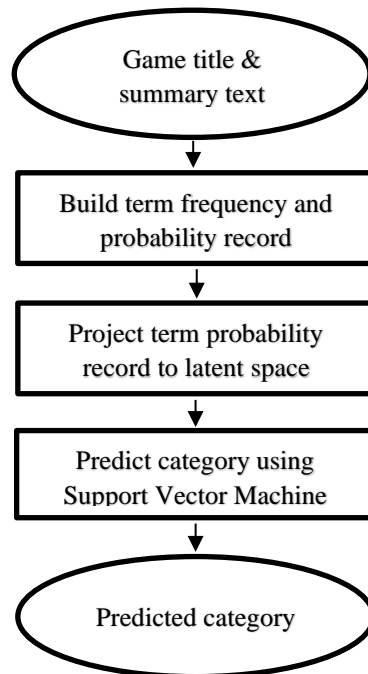 Game title &
summary text
Build term frequency and
probability record
Project term probability
record to latent space
Predict category using
Support Vector Machine
Predicted category